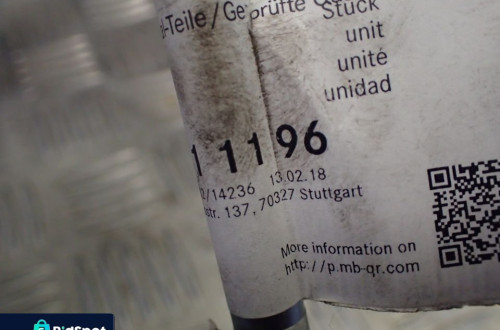 -Teile / Geprüfte
Stück
unit
unité
unidad
1 1196
/14236 13.02.18
str. 137, 70327 Stuttgart
More information on
http://p.mb-qr.com
BidSpot